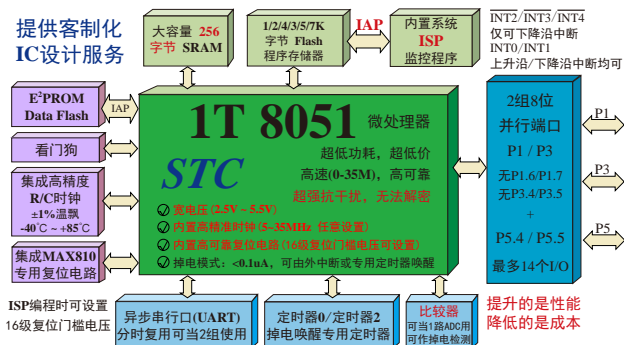 提供客制化
IC设计服务
大容量 256
字节 SRAM
1/2/4/3/5/7K
字节 Flash
程序存储器
IAP
内置系统
ISP
监控程序
INT2/INT3/INT4
仅可下降沿中断
INT0/INT1
上升沿/下降沿中断均可
E²PROM
Data Flash
IAP
看门狗
集成高精度
R/C时钟
±1%温飘
-40℃~+85℃
集成MAX810
专用复位电路
ISP编程时可设置
16级复位门槛电压
1T 8051 微处理器
STC
超低功耗，超低价
高速(0-35M)，高可靠
超强抗干扰，无法解密
宽电压(2.5V~5.5V)
内置高精准时钟(5~35MHz 任意设置)
内置高可靠复位电路(16级复位门槛电压可设置)
掉电模式：<0.1uA，可由外中断或专用定时器唤醒
2组8位
并行端口
P1 / P3
无P1.6/P1.7
无P3.4/P3.5
+
P5.4 / P5.5
最多14个I/O
P1
P3
P5
异步串行口(UART)
分时复用可当2组使用
定时器0/定时器2
掉电唤醒专用定时器
比较器
可当1路ADC用
可作掉电检测
提升的是性能
降低的是成本